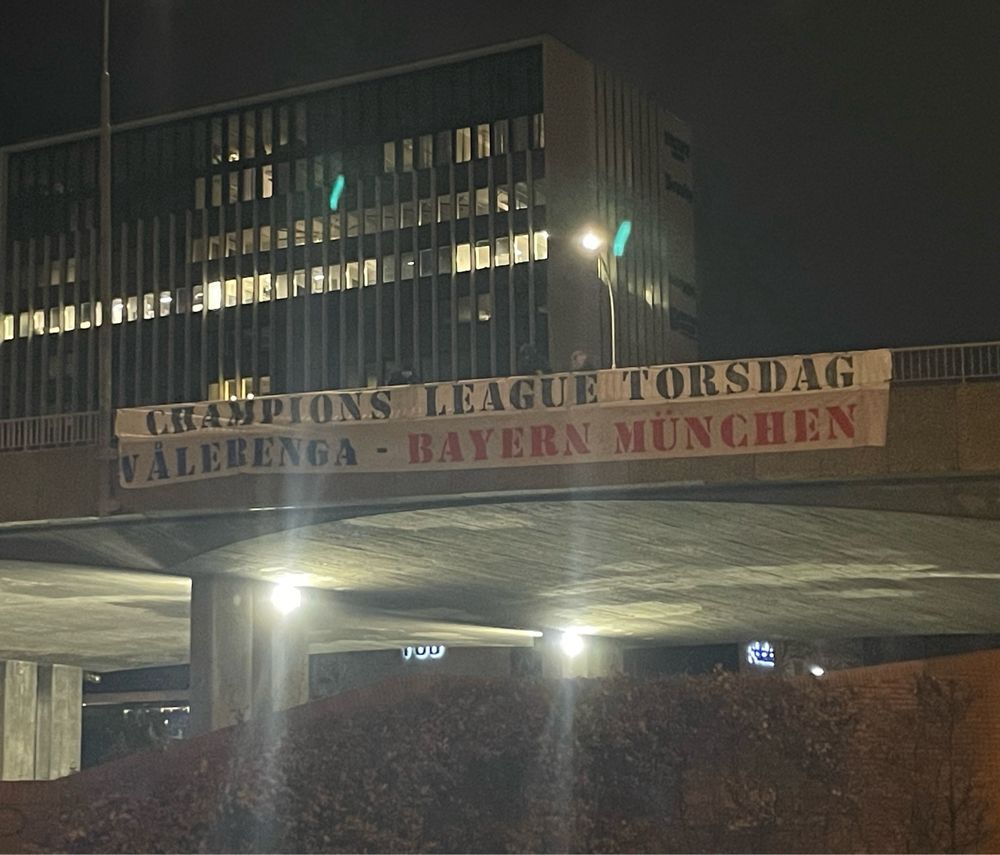 CHAMPIONS LEAGUE TORSDAG
VÅLERENGA - BAYERN MÜNCHEN